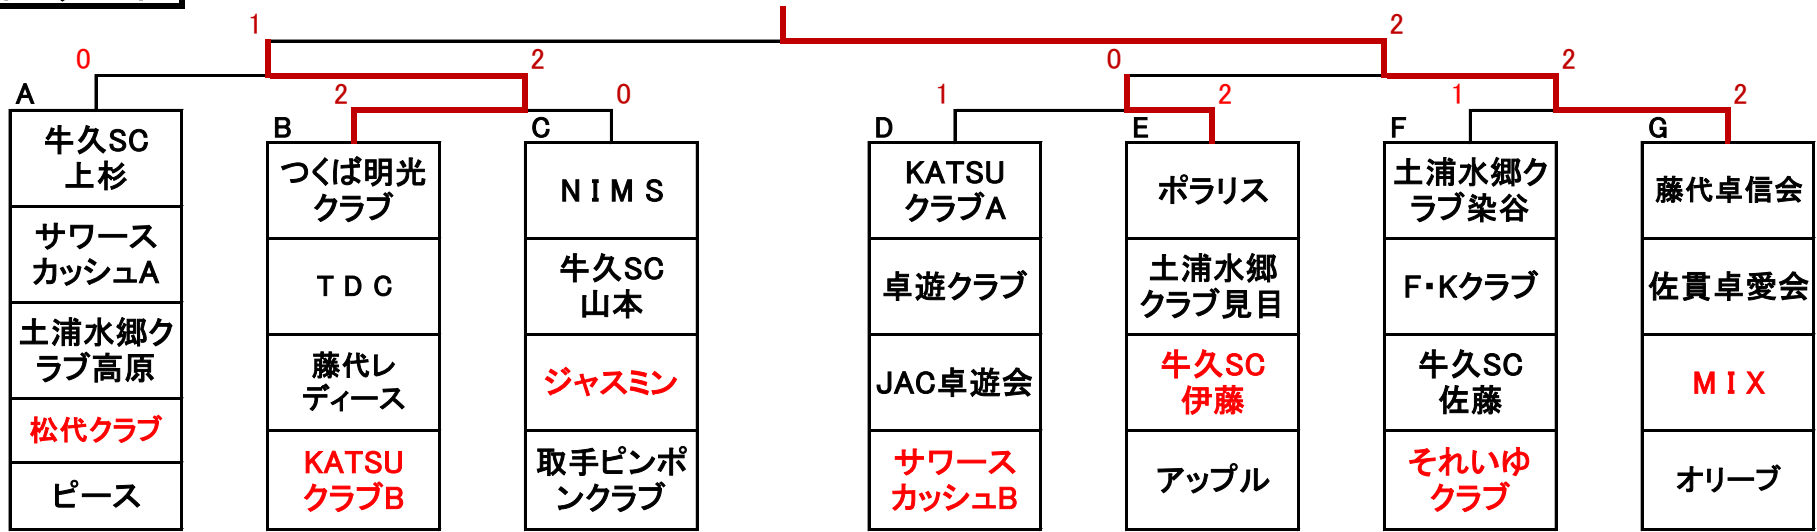 1
2
0
2
0
2
A
2
0
1
2
1
2
B
C
D
E
F
G
牛久SC
上杉
サワース
カッシュA
土浦水郷ク
ラブ高原
松代クラブ
ピース
つくば明光
クラブ
TDC
藤代レ
ディース
KATSU
クラブB
NIMS
牛久SC
山本
ジャスミン
取手ピンポ
ンクラブ
KATSU
クラブA
卓遊クラブ
JAC卓遊会
サワース
カッシュB
ポラリス
土浦水郷
クラブ見目
牛久SC
伊藤
アップル
土浦水郷ク
ラブ染谷
F・Kクラブ
牛久SC
佐藤
それいゆ
クラブ
藤代卓信会
佐貫卓愛会
MIX
オリーブ